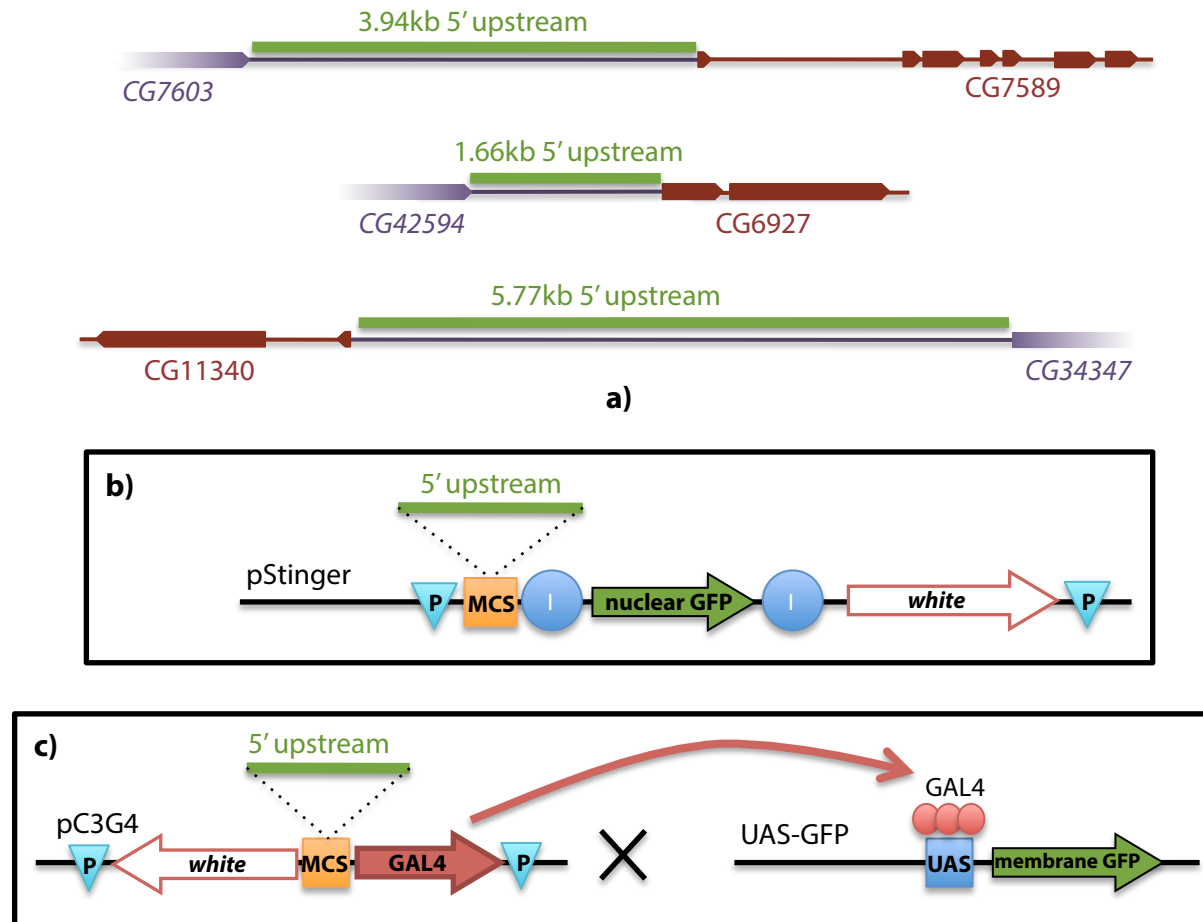 3.94kb 5' upstream
CG7603
CG7589
1.66kb 5' upstream
CG42594
CG6927
5.77kb 5' upstream
CG11340
CG34347
a)
b)
5' upstream
pStinger
P MCS I nuclear GFP I white P
c)
5' upstream
pC3G4
P white MCS GAL4 P
GAL4
UAS-GFP
UAS membrane GFP